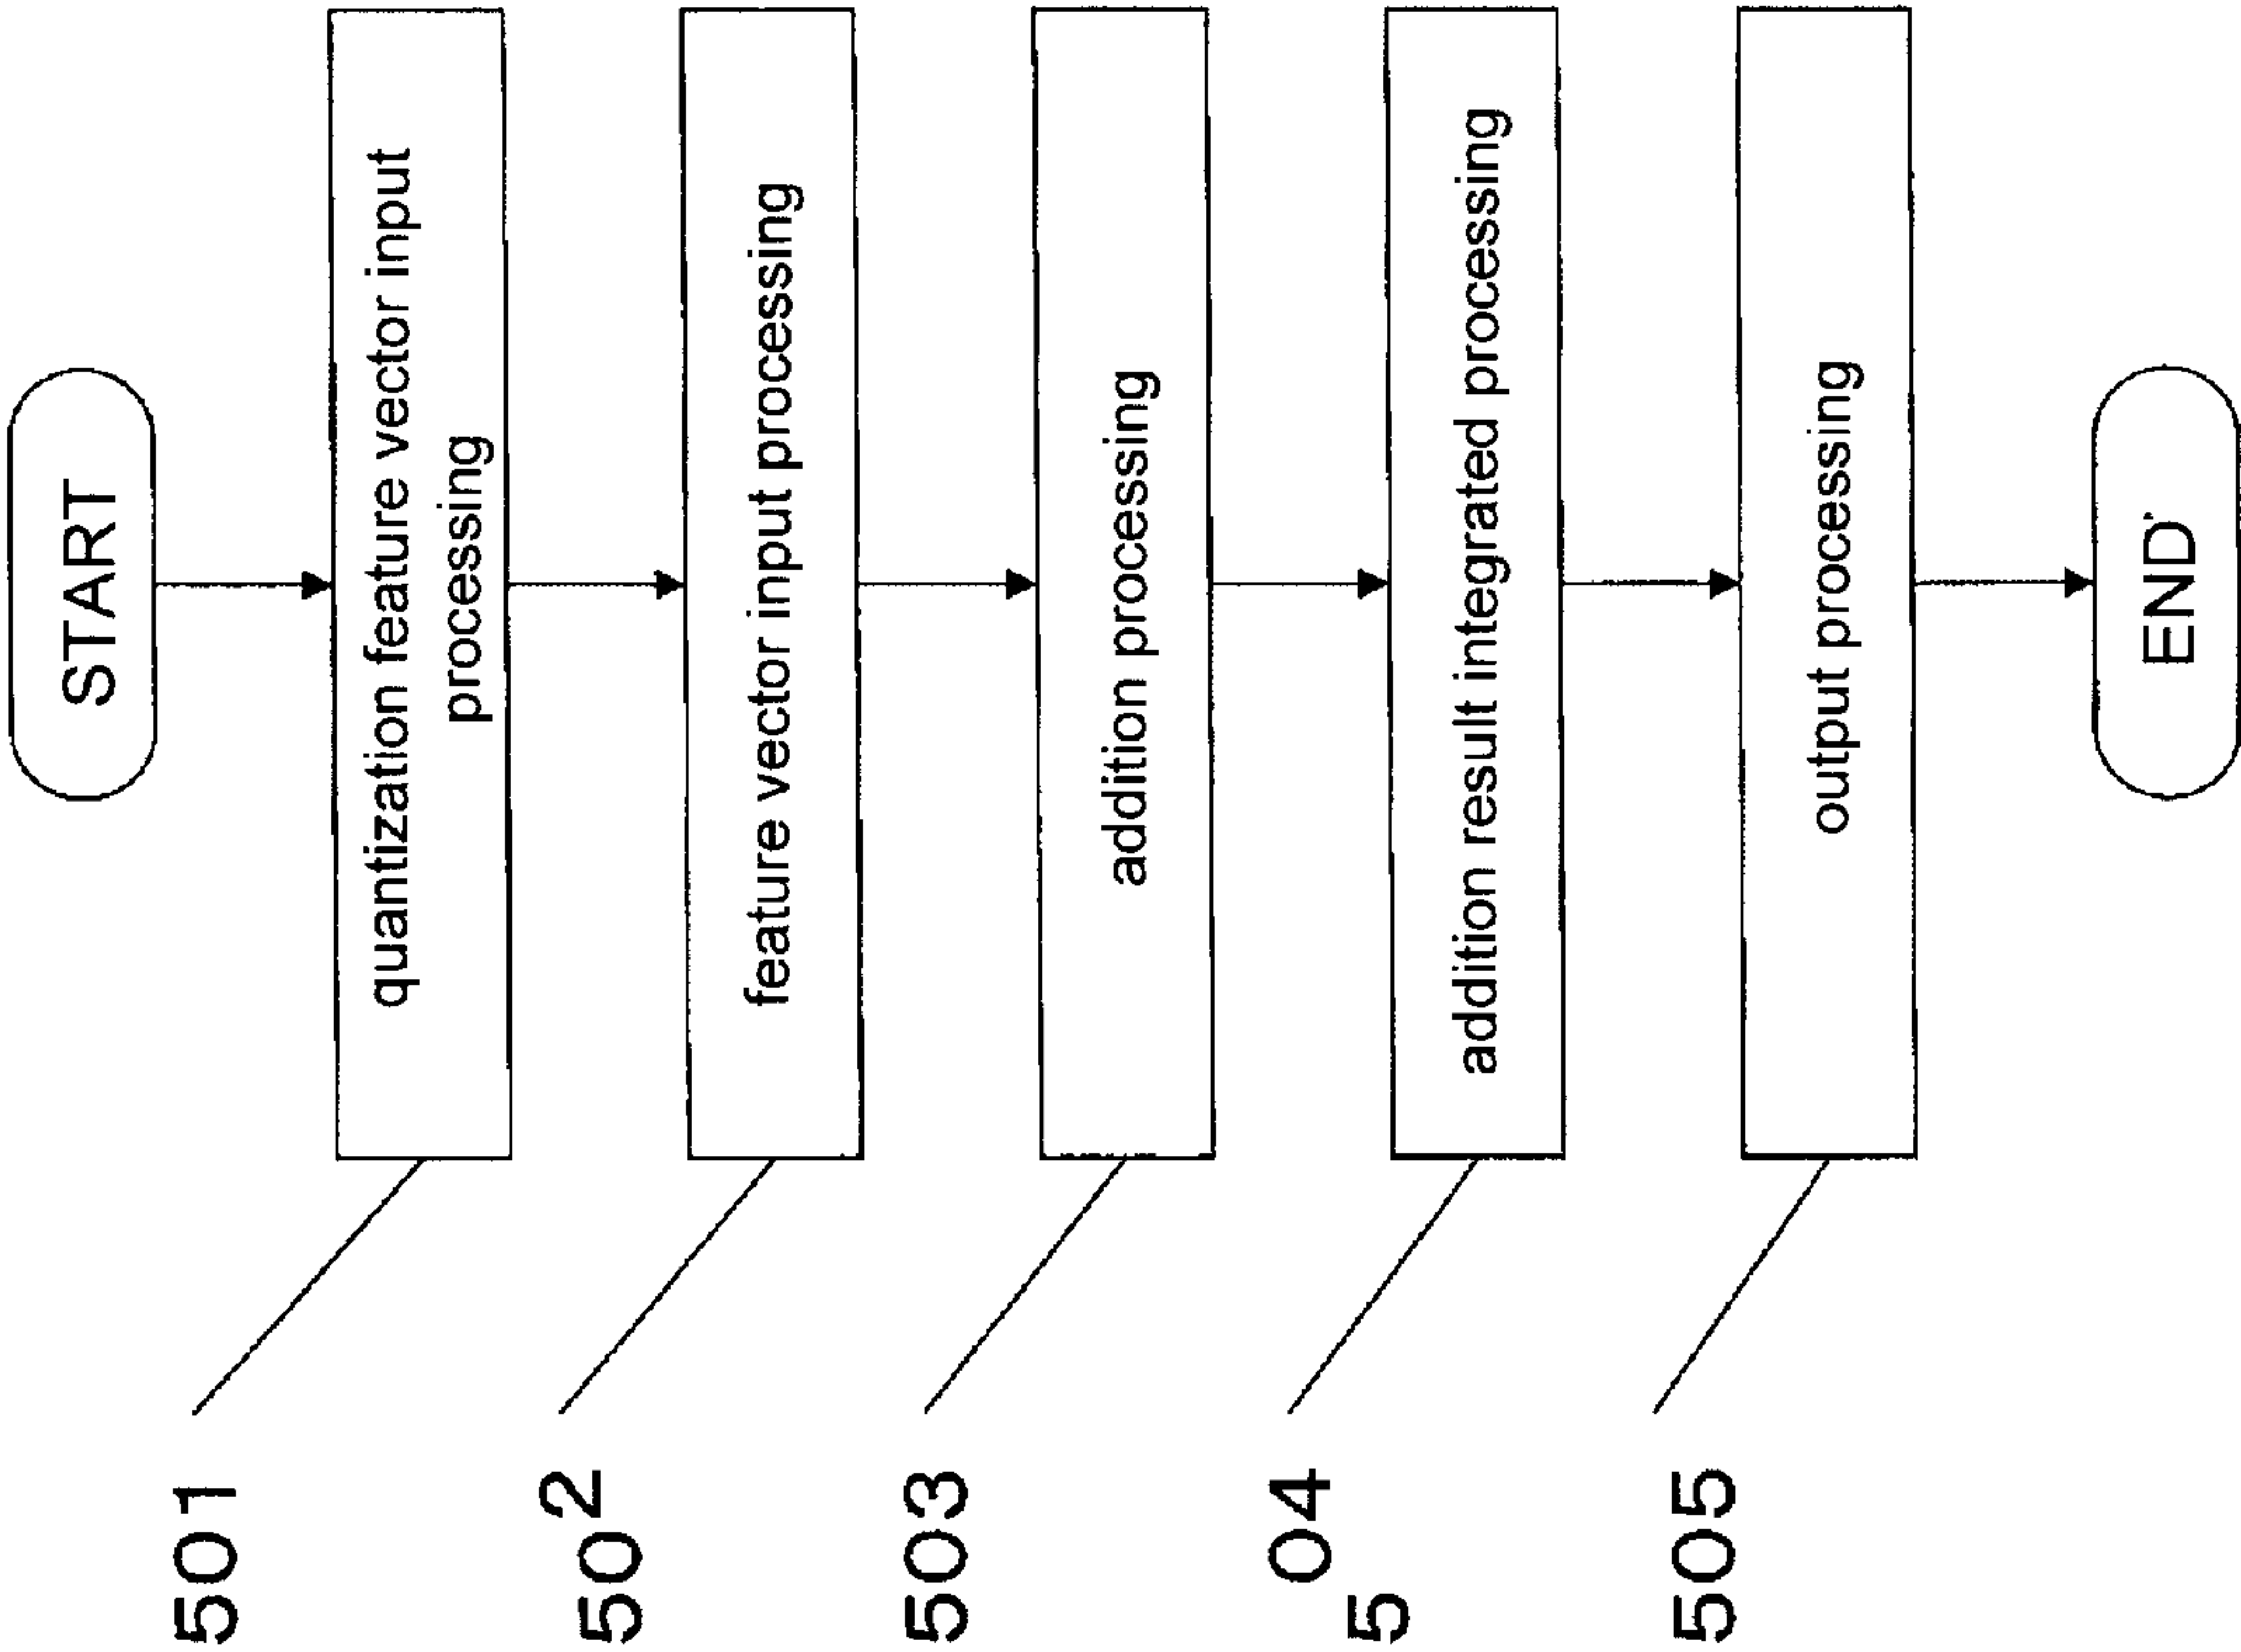 START
501
quantization feature vector input
processing
502
feature vector input processing
503
addition processing
504
addition result integrated processing
505
output processing
END